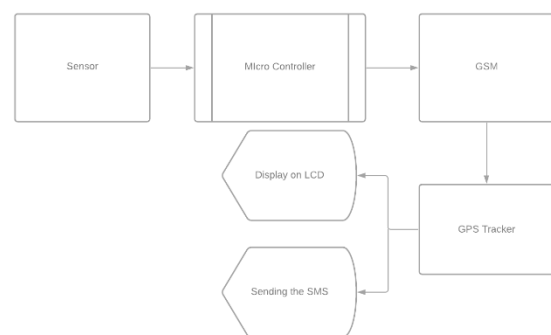 Sensor
MIcro Controller
GSM
Display on LCD
GPS Tracker
Sending the SMS